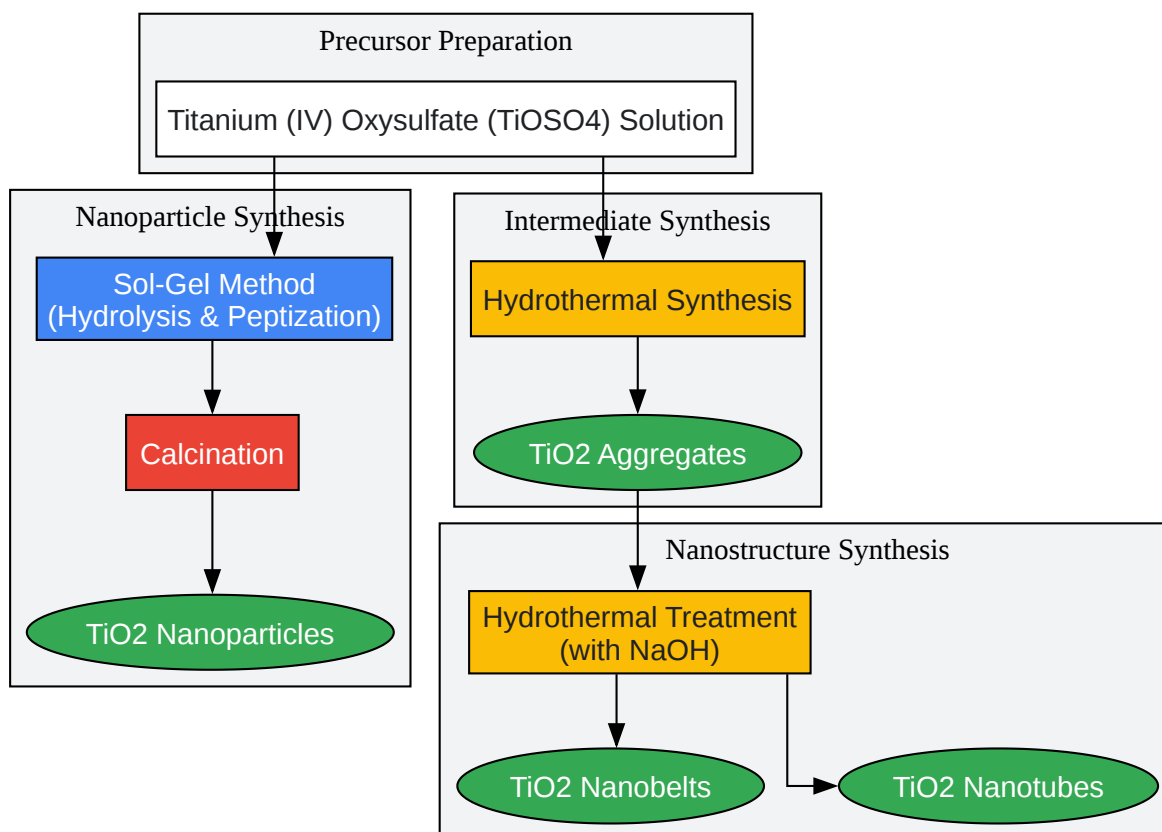 Precursor Preparation
Titanium (IV) Oxysulfate (TiOSO4) Solution
Nanoparticle Synthesis
Sol-Gel Method
(Hydrolysis & Peptization)
Calcination
TiO2 Nanoparticles
Intermediate Synthesis
Hydrothermal Synthesis
TiO2 Aggregates
Nanostructure Synthesis
Hydrothermal Treatment
(with NaOH)
TiO2 Nanobelts
TiO2 Nanotubes